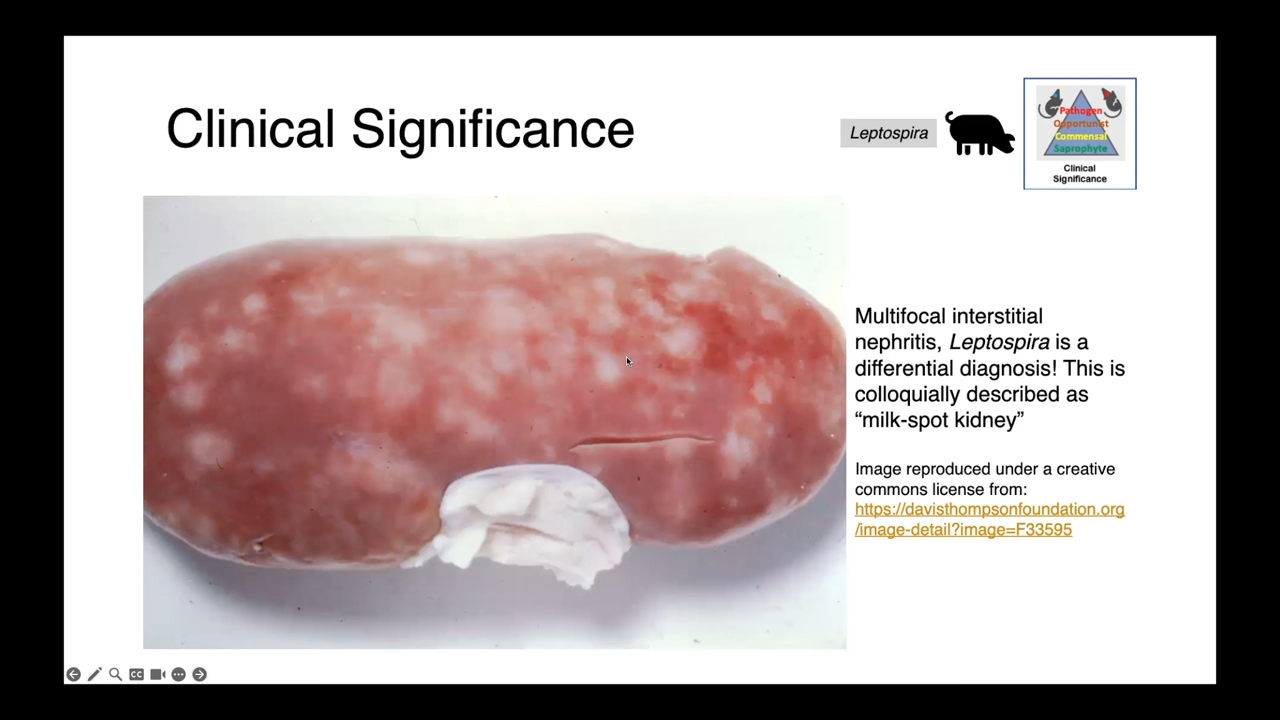 Clinical Significance
Leptospira
Pathogen
Opportunist
Commensal
Saprophyte
Clinical
Significance
Multifocal interstitial
nephritis, Leptospira is a
differential diagnosis! This is
colloquially described as
“milk-spot kidney”
Image reproduced under a creative
commons license from:
https://davisthompsonfoundation.org
/image-detail?image=F33595
CC